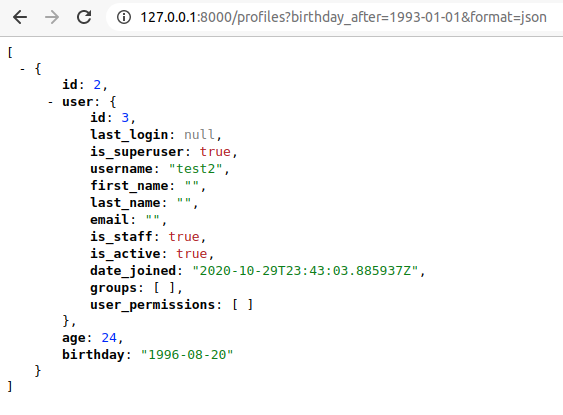 127.0.0.1:8000/profiles?birthday_after=1993-01-01&format=json
[
- {
id: 2,
- user: {
id: 3,
last_login: null,
is_superuser: true,
username: "test2",
first_name: "",
last_name: "",
email: "",
is_staff: true,
is_active: true,
date_joined: "2020-10-29T23:43:03.885937Z",
groups: [ ],
user_permissions: [ ]
},
age: 24,
birthday: "1996-08-20"
}
]